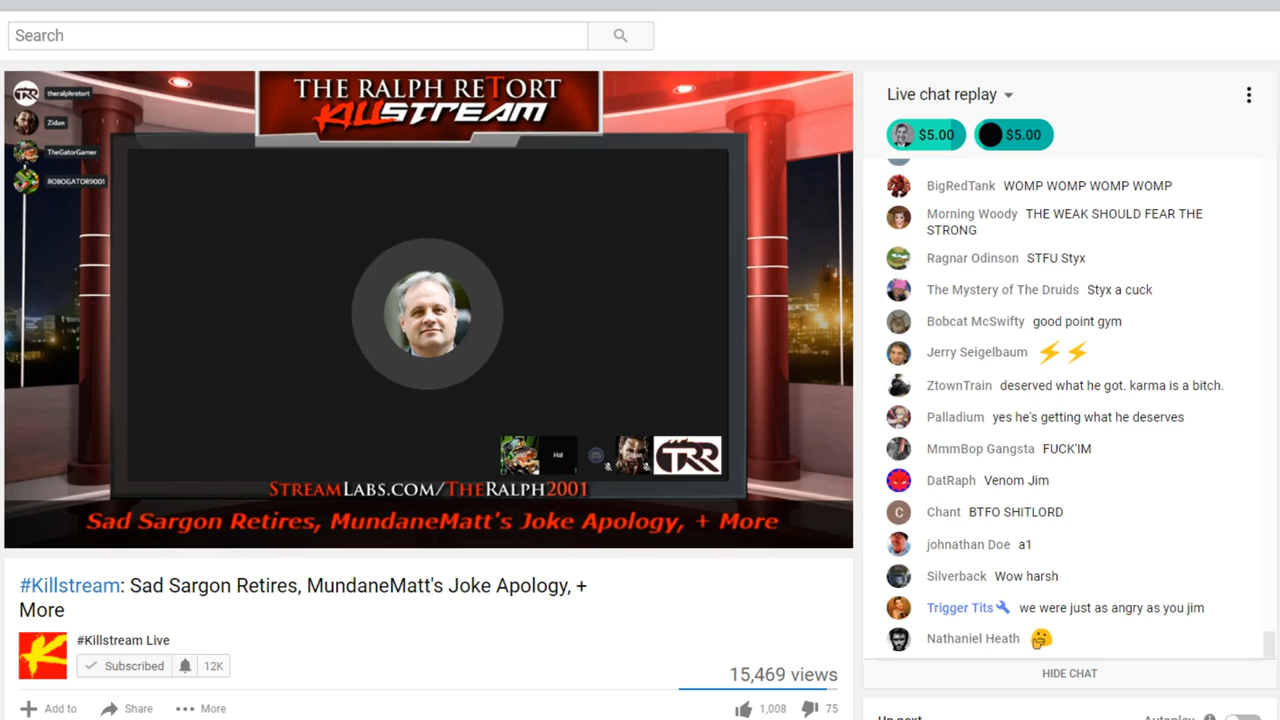 Search
THE RALPH RETORT
KILLSTREAM
TRR theralphretort
Zidan
TheGatorGamer
ROBOGATOR9001
Hal
Zidan
TRR
STREAMLABS.COM/THERALPH2001
Sad Sargon Retires, MundaneMatt's Joke Apology, + More
#Killstream: Sad Sargon Retires, MundaneMatt's Joke Apology, +
More
#Killstream Live
Subscribed 12K
15,469 views
Add to Share More 1,008 75
Live chat replay
$5.00 $5.00
BigRedTank WOMP WOMP WOMP WOMP
Morning Woody THE WEAK SHOULD FEAR THE
STRONG
Ragnar Odinson STFU Styx
The Mystery of The Druids Styx a cuck
Bobcat McSwifty good point gym
Jerry Seigelbaum ⚡⚡
ZtownTrain deserved what he got. karma is a bitch.
Palladium yes he's getting what he deserves
MmmBop Gangsta FUCK'IM
DatRaph Venom Jim
C Chant BTFO SHITLORD
johnathan Doe a1
Silverback Wow harsh
Trigger Tits we were just as angry as you jim
Nathaniel Heath 🤔
HIDE CHAT
Up next Autoplay